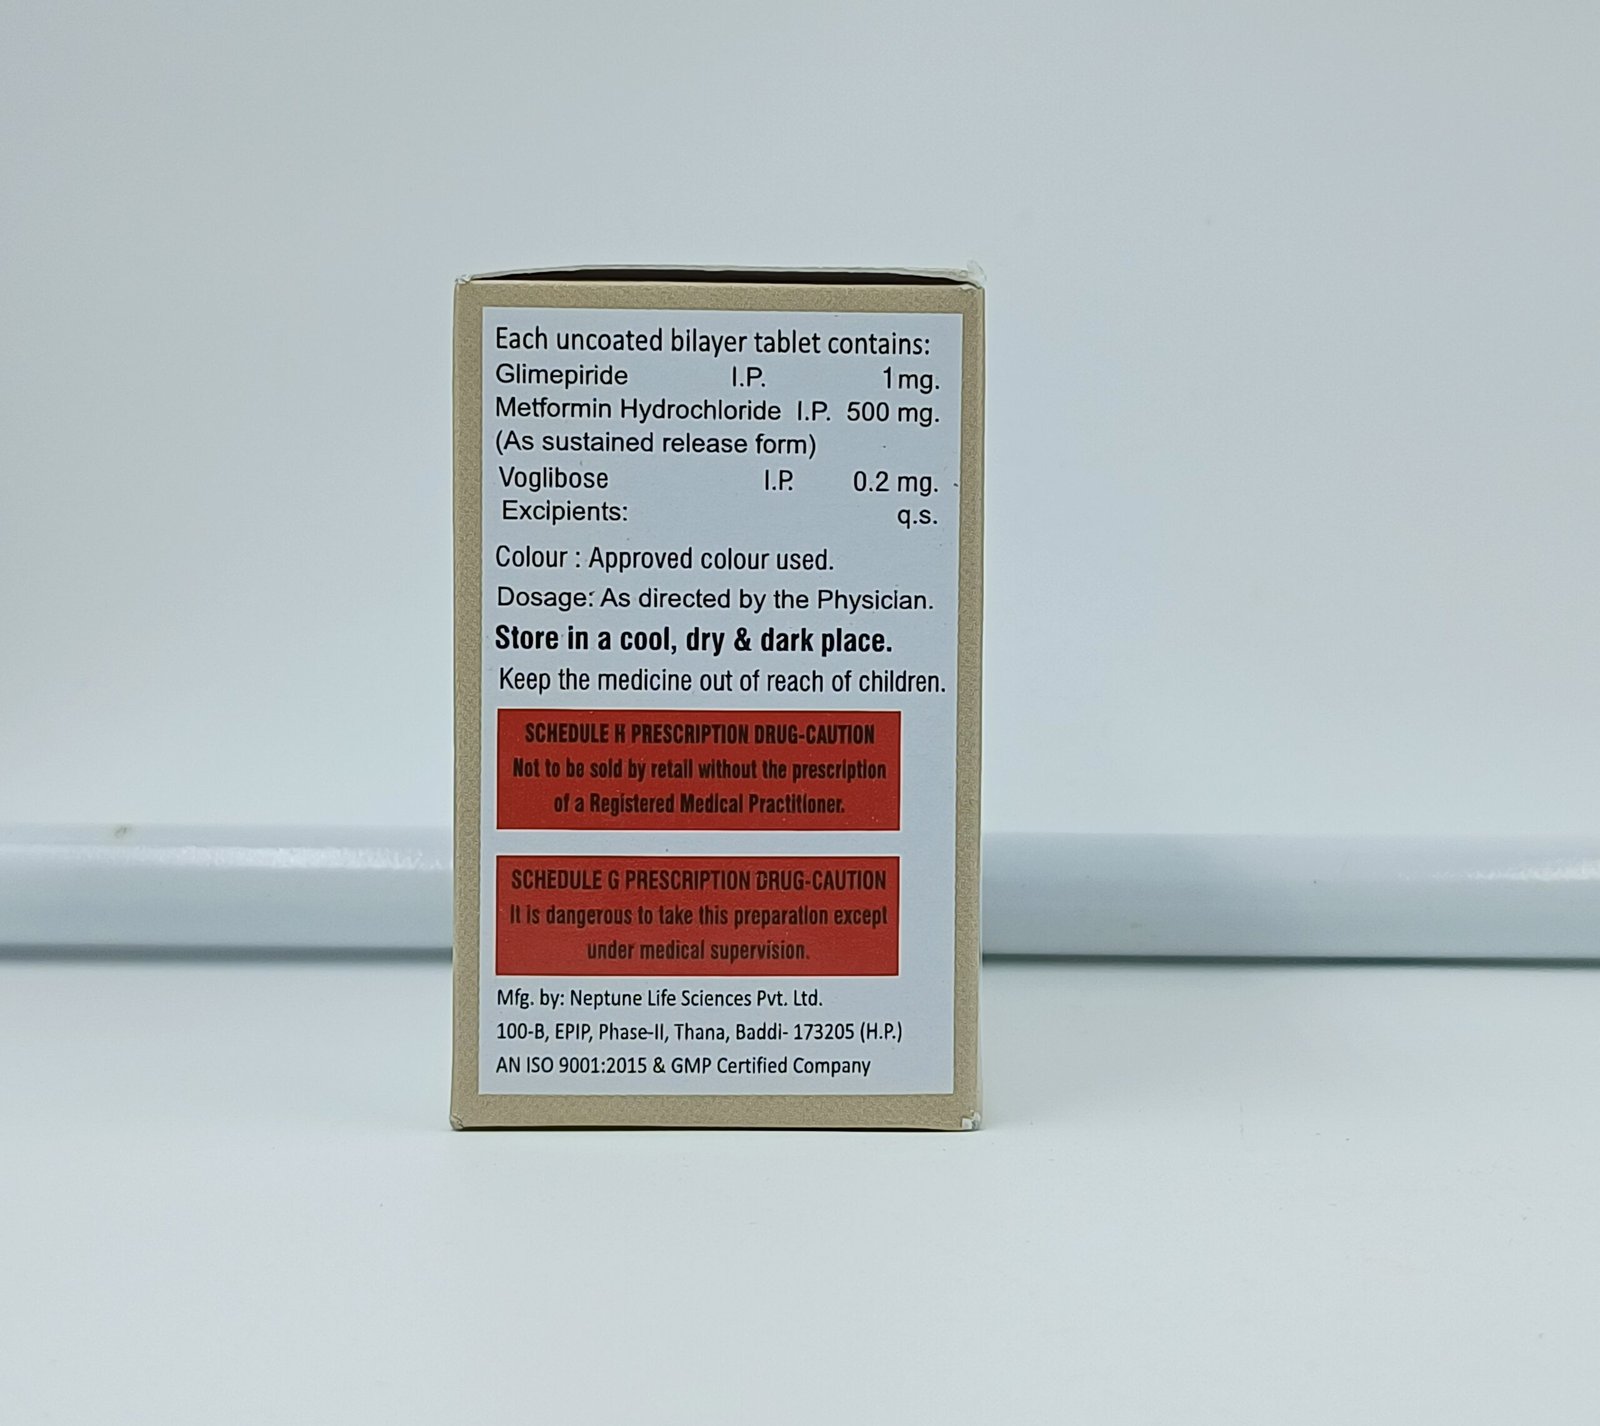 Each uncoated bilayer tablet contains:
Glimepiride I.P. 1mg.
Metformin Hydrochloride I.P. 500 mg.
(As sustained release form)
Voglibose I.P. 0.2 mg.
Excipients: q.s.
Colour : Approved colour used.
Dosage: As directed by the Physician.
Store in a cool, dry & dark place.
Keep the medicine out of reach of children.
SCHEDULE H PRESCRIPTION DRUG-CAUTION
Not to be sold by retail without the prescription
of a Registered Medical Practitioner.
SCHEDULE G PRESCRIPTION DRUG-CAUTION
It is dangerous to take this preparation except
under medical supervision.
Mfg. by: Neptune Life Sciences Pvt. Ltd.
100-B, EPIP, Phase-II, Thana, Baddi- 173205 (H.P.)
AN ISO 9001:2015 & GMP Certified Company